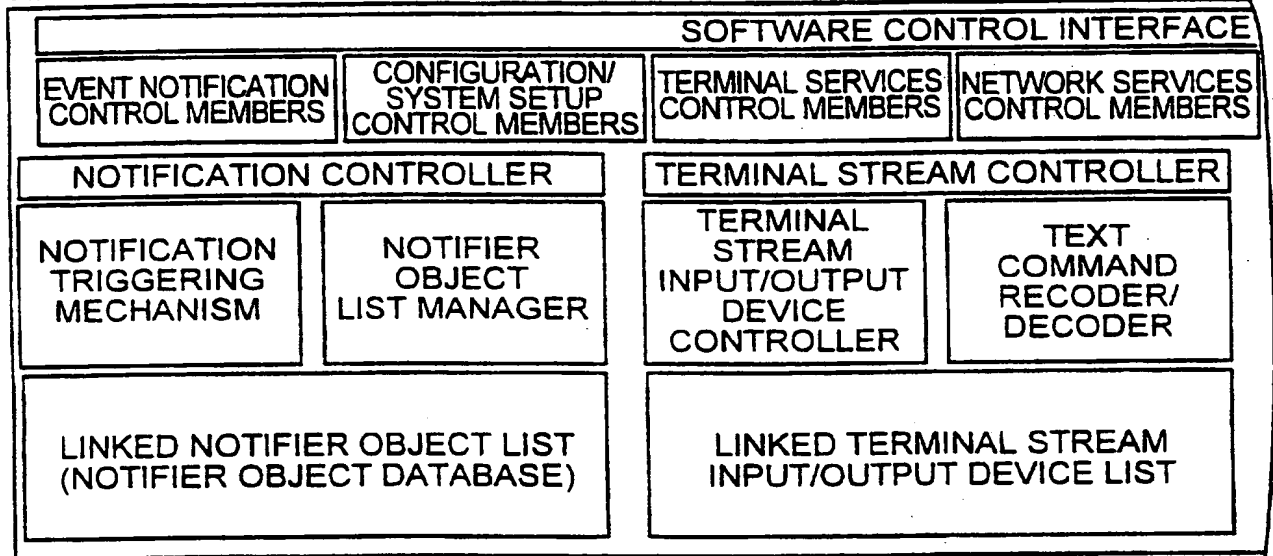 SOFTWARE CONTROL INTERFACE
EVENT NOTIFICATION
CONTROL MEMBERS
CONFIGURATION/
SYSTEM SETUP
CONTROL MEMBERS
TERMINAL SERVICES
CONTROL MEMBERS
NETWORK SERVICES
CONTROL MEMBERS
NOTIFICATION CONTROLLER
TERMINAL STREAM CONTROLLER
NOTIFICATION
TRIGGERING
MECHANISM
NOTIFIER
OBJECT
LIST MANAGER
TERMINAL
STREAM
INPUT/OUTPUT
DEVICE
CONTROLLER
TEXT
COMMAND
RECODER/
DECODER
LINKED NOTIFIER OBJECT LIST
(NOTIFIER OBJECT DATABASE)
LINKED TERMINAL STREAM
INPUT/OUTPUT DEVICE LIST